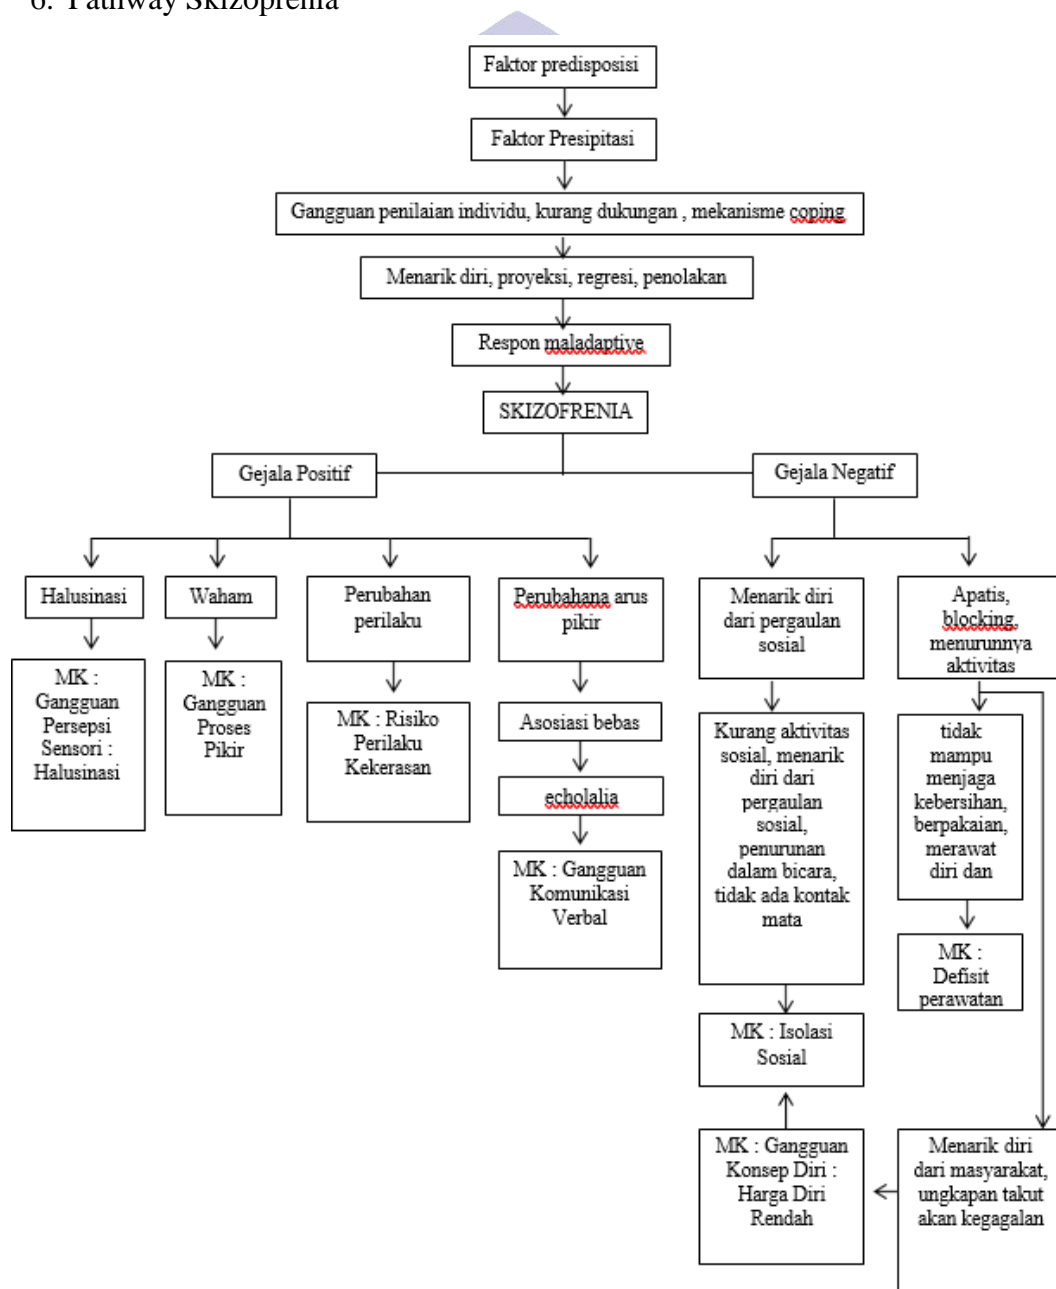 6. Pathway Skizoprenia
Faktor predisposisi
Faktor Presipitasi
Gangguan penilaian individu, kurang dukungan , mekanisme coping
Menarik diri, proyeksi, regresi, penolakan
Respon maladaptive
SKIZOFRENIA
Gejala Positif
Gejala Negatif
Halusinasi
Waham
Perubahan
perilaku
Perubahana arus
pikir
Menarik diri
dari pergaulan
sosial
Apatis,
blocking,
menurunnya
aktivitas
MK :
Gangguan
Persepsi
Sensori :
Halusinasi
MK :
Gangguan
Proses
Pikir
MK : Risiko
Perilaku
Kekerasan
Asosiasi bebas
echolalia
MK : Gangguan
Komunikasi
Verbal
Kurang aktivitas
sosial, menarik
diri dari
pergaulan
sosial,
penurunan
dalam bicara,
tidak ada kontak
mata
tidak
mampu
menjaga
kebersihan,
berpakaian,
merawat
diri dan
MK :
Defisit
perawatan
MK : Isolasi
Sosial
MK : Gangguan
Konsep Diri :
Harga Diri
Rendah
Menarik diri
dari masyarakat,
ungkapan takut
akan kegagalan